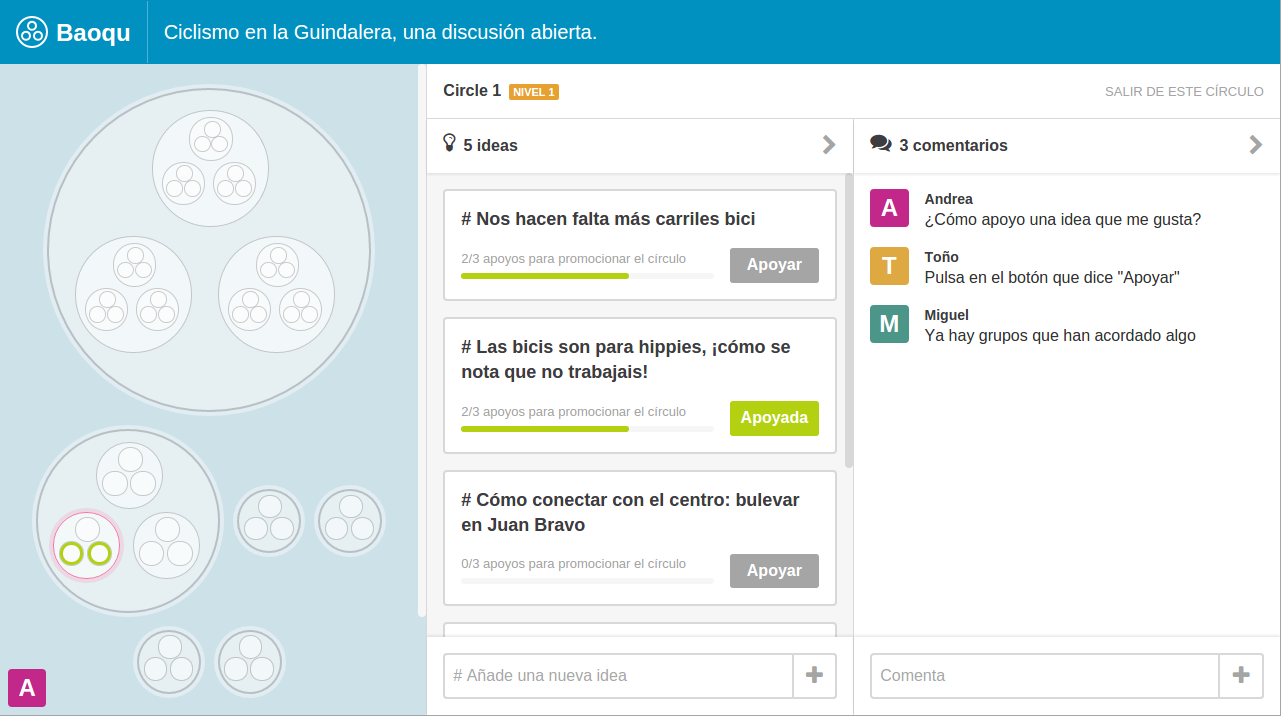 Baoqu
Ciclismo en la Guindalera, una discusión abierta.
Circle 1 NIVEL 1
SALIR DE ESTE CÍRCULO
5 ideas
# Nos hacen falta más carriles bici
2/3 apoyos para promocionar el círculo
Apoyar
# Las bicis son para hippies, ¡cómo se
nota que no trabajais!
2/3 apoyos para promocionar el círculo
Apoyada
# Cómo conectar con el centro: bulevar
en Juan Bravo
0/3 apoyos para promocionar el círculo
Apoyar
# Añade una nueva idea
3 comentarios
A
Andrea
¿Cómo apoyo una idea que me gusta?
T
Toño
Pulsa en el botón que dice "Apoyar"
M
Miguel
Ya hay grupos que han acordado algo
Comenta
A